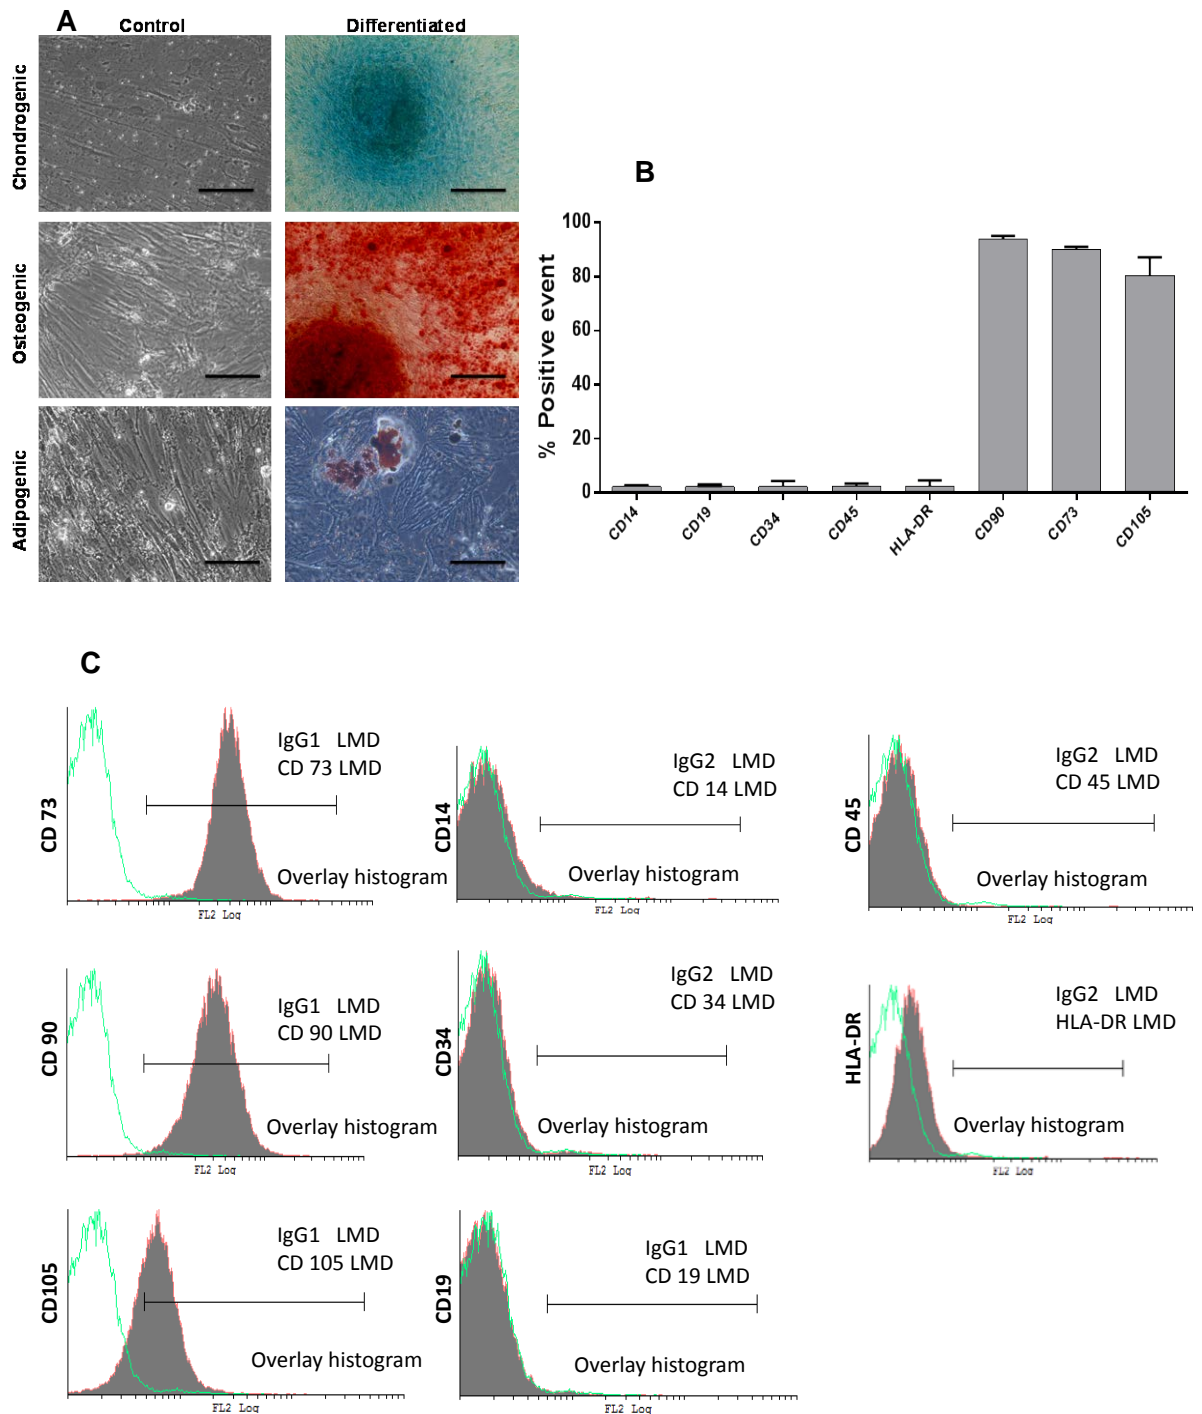 A
Control
Differentiated
Chondrogenic
Osteogenic
Adipogenic
B
% Positive event
100
80
60
40
20
0
CD14
CD19
CD34
CD45
HLA-DR
CD90
CD73
CD105
C
CD 73
IgG1 LMD
CD 73 LMD
Overlay histogram
FL2 Log
CD14
IgG2 LMD
CD 14 LMD
Overlay histogram
FL2 Log
CD 45
IgG2 LMD
CD 45 LMD
Overlay histogram
FL2 Log
CD 90
IgG1 LMD
CD 90 LMD
Overlay histogram
FL2 Log
CD34
IgG2 LMD
CD 34 LMD
Overlay histogram
FL2 Log
HLA-DR
IgG2 LMD
HLA-DR LMD
Overlay histogram
FL2 Log
CD105
IgG1 LMD
CD 105 LMD
Overlay histogram
FL2 Log
CD19
IgG1 LMD
CD 19 LMD
Overlay histogram
FL2 Log